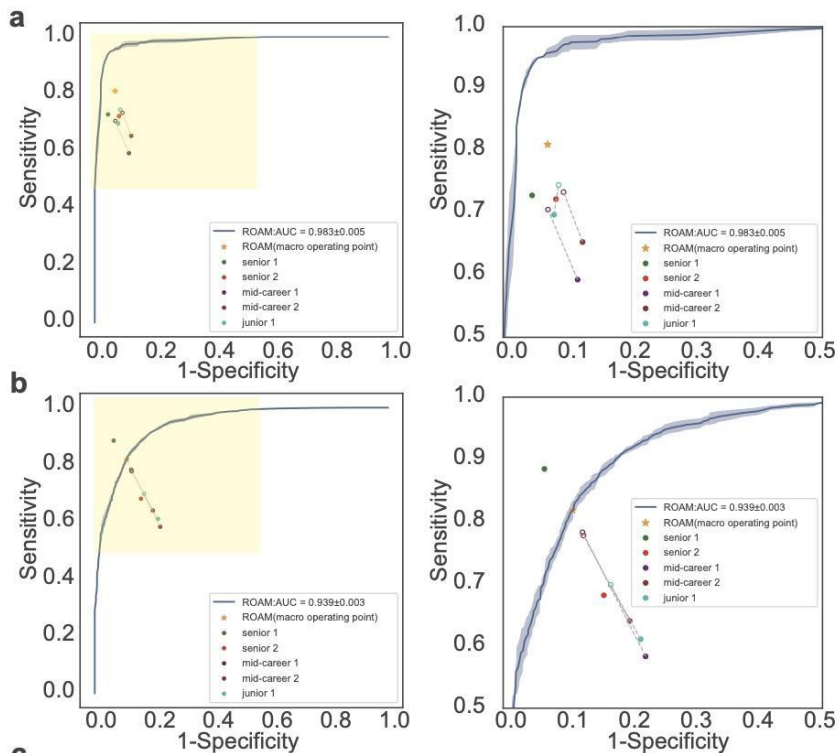 a
1.0
0.8
0.6
0.4
0.2
0.0
Sensitivity
ROAM:AUC = 0.983±0.005
ROAM(macro operating point)
senior 1
senior 2
mid-career 1
mid-career 2
junior 1
0.0 0.2 0.4 0.6 0.8 1.0
1-Specificity
1.0
0.9
0.8
0.7
0.6
0.5
Sensitivity
ROAM:AUC = 0.983±0.005
ROAM(macro operating point)
senior 1
senior 2
mid-career 1
mid-career 2
junior 1
0.0 0.1 0.2 0.3 0.4 0.5
1-Specificity
b
1.0
0.8
0.6
0.4
0.2
0.0
Sensitivity
ROAM:AUC = 0.939±0.003
ROAM(macro operating point)
senior 1
senior 2
mid-career 1
mid-career 2
junior 1
0.0 0.2 0.4 0.6 0.8 1.0
1-Specificity
1.0
0.9
0.8
0.7
0.6
0.5
Sensitivity
ROAM:AUC = 0.939±0.003
ROAM(macro operating point)
senior 1
senior 2
mid-career 1
mid-career 2
junior 1
0.0 0.1 0.2 0.3 0.4 0.5
1-Specificity